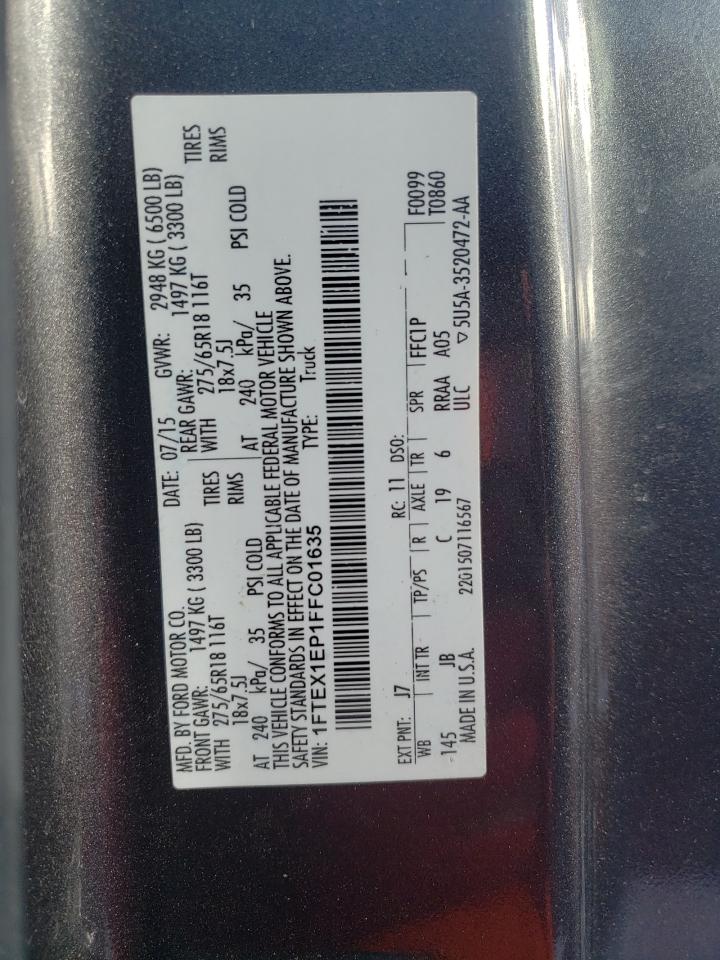 MFD. BY FORD MOTOR CO. DATE: 07/15 GVWR: 2948 KG ( 6500 LB)
FRONT GAWR: 1497 KG ( 3300 LB) REAR GAWR: 1497 KG ( 3300 LB)
WITH 275/65R18 116T TIRES WITH 275/65R18 116T TIRES
18x7.5J RIMS 18x7.5J RIMS
AT 240 kPa/ 35 PSI COLD AT 240 kPa/ 35 PSI COLD
THIS VEHICLE CONFORMS TO ALL APPLICABLE FEDERAL MOTOR VEHICLE
SAFETY STANDARDS IN EFFECT ON THE DATE OF MANUFACTURE SHOWN ABOVE.
VIN: 1FTEX1EP1FFC01635 TYPE: Truck
EXT PNT: J7 RC: 11 DSO: F0099
WB INT TR TP/PS R AXLE TR SPR FFC1P T0860
145 JB C 19 6 RRAA A05
MADE IN U.S.A. 220150711 6567 ULC ▽5U5A-3520472-AA